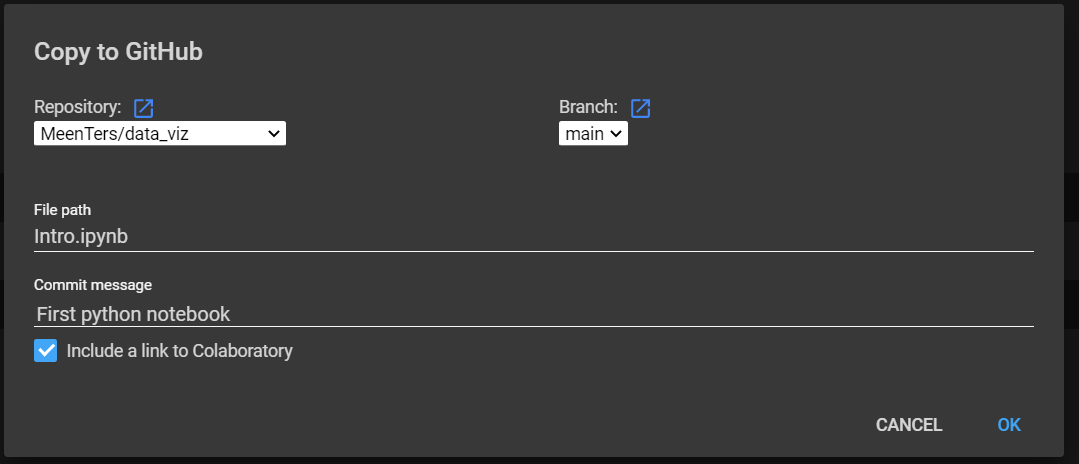 Copy to GitHub
Repository: Branch:
MeenTers/data_viz main
File path
Intro.ipynb
Commit message
First python notebook
Include a link to Colaboratory
CANCEL OK